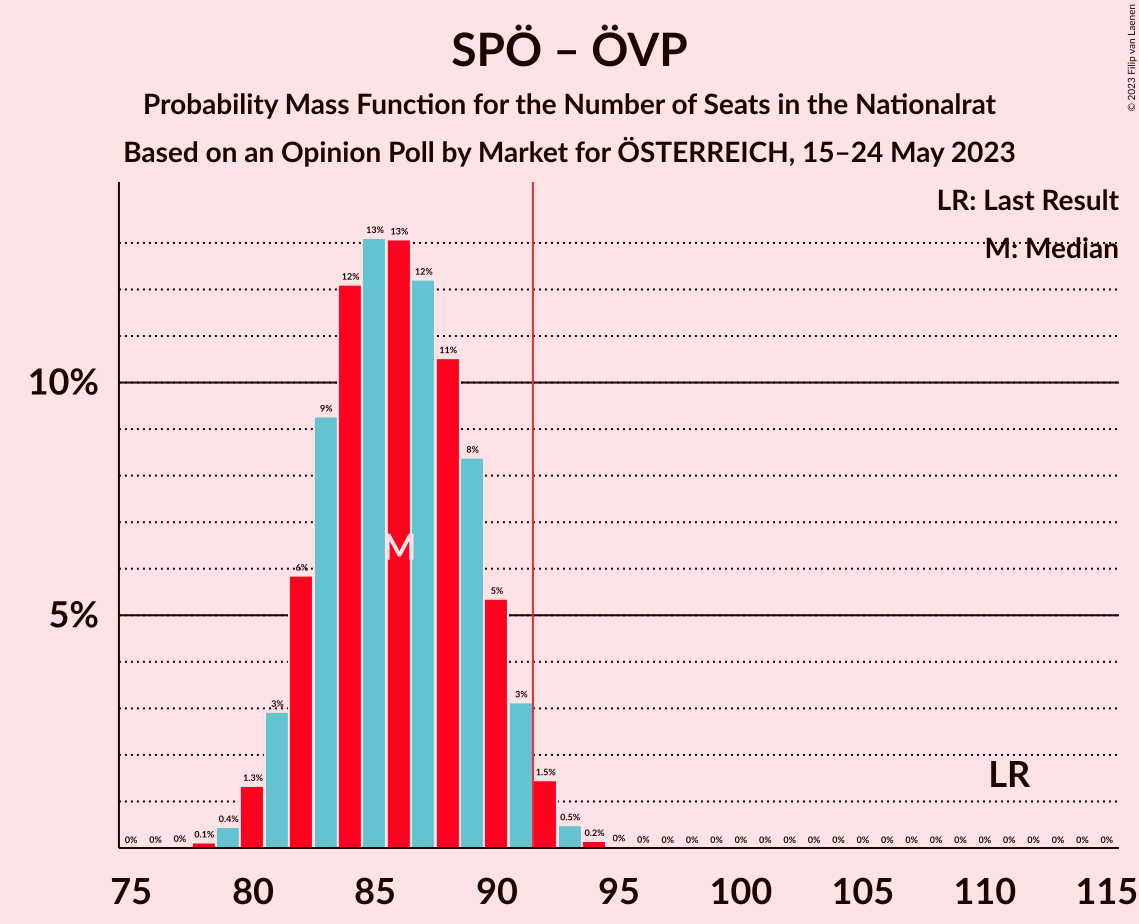 SPÖ – ÖVP
Probability Mass Function for the Number of Seats in the Nationalrat
Based on an Opinion Poll by Market for ÖSTERREICH, 15–24 May 2023
© 2023 Filip van Laenen
LR: Last Result
M: Median
10%
5%
0% 0% 0% 0.1% 0.4% 1.3% 3% 6% 9% 12% 13% 13% 12% 11% 8% 5% 3% 1.5% 0.5% 0.2% 0% 0% 0% 0% 0% 0% 0% 0% 0% 0% 0% 0% 0% 0% 0% 0% 0% 0% 0% 0% 0%
M
LR
75 80 85 90 95 100 105 110 115